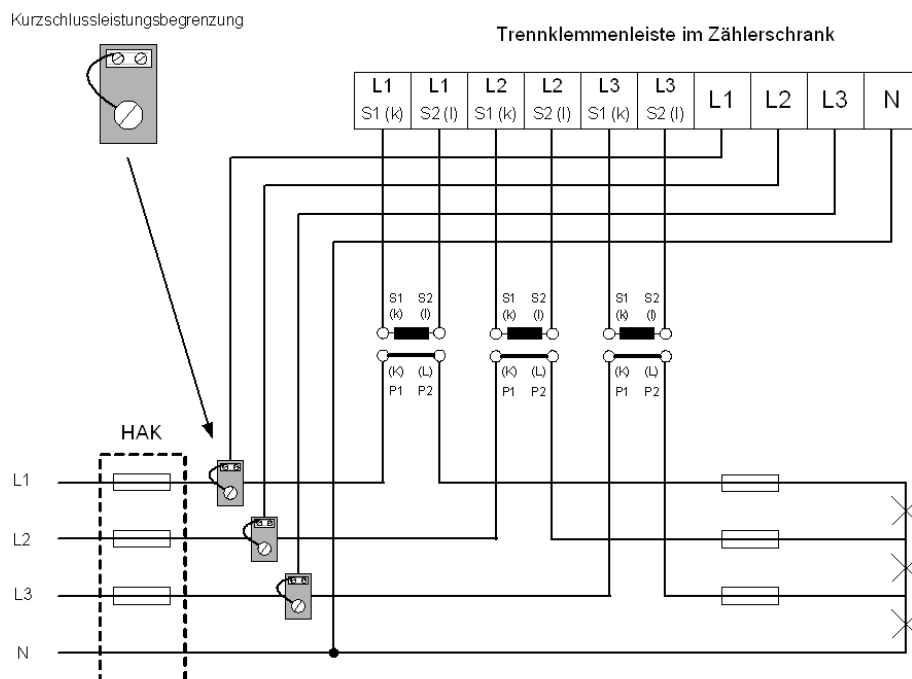 Kurzschlussleistungsbegrenzung
Trennklemmenleiste im Zählerschrank
L1 L1 L2 L2 L3 L3 L1 L2 L3 N
S1 (k) S2 (l) S1 (k) S2 (l) S1 (k) S2 (l)
S1 S2 S1 S2 S1 S2
(k) (l) (k) (l) (k) (l)
(K) (L) (K) (L) (K) (L)
P1 P2 P1 P2 P1 P2
HAK
L1
L2
L3
N